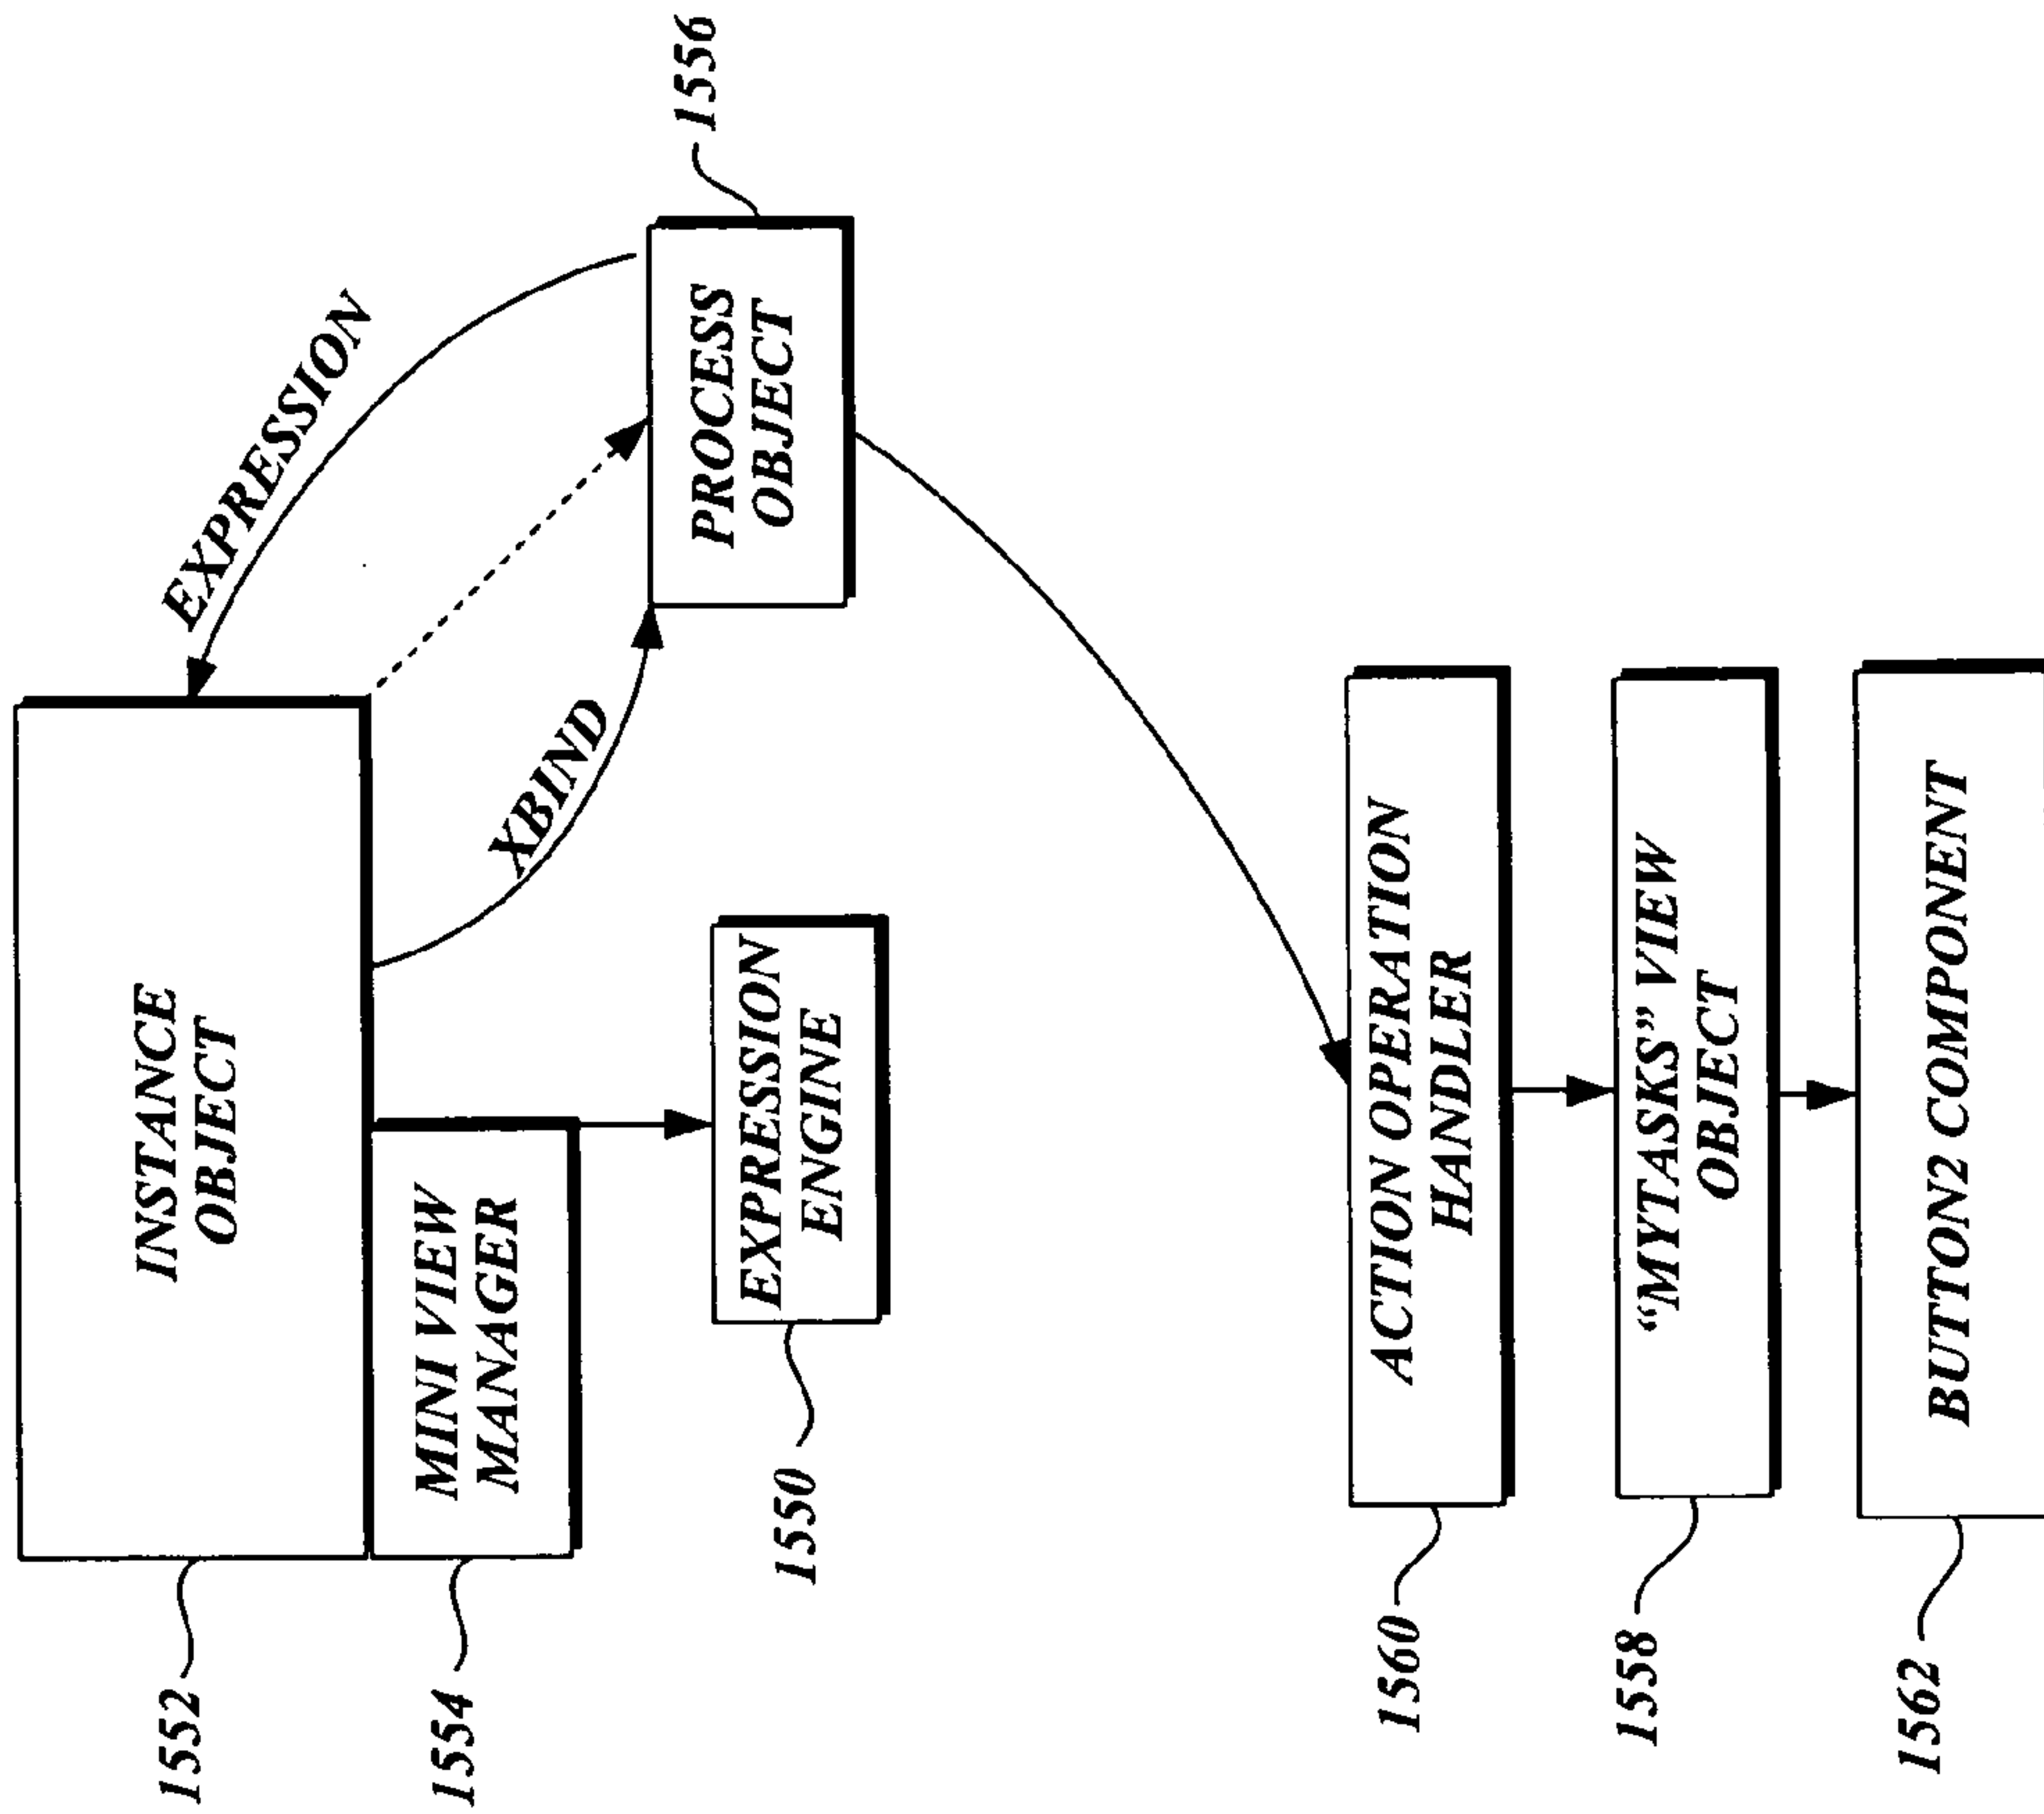 1552
INSTANCE
OBJECT
EXPRESSION
1554
MINI VIEW
MANAGER
XBIND
1556
PROCESS
OBJECT
1550
EXPRESSION
ENGINE
1560
ACTION OPERATION
HANDLER
1558
“MYTASKS” VIEW
OBJECT
1562
BUTTON2 COMPONENT